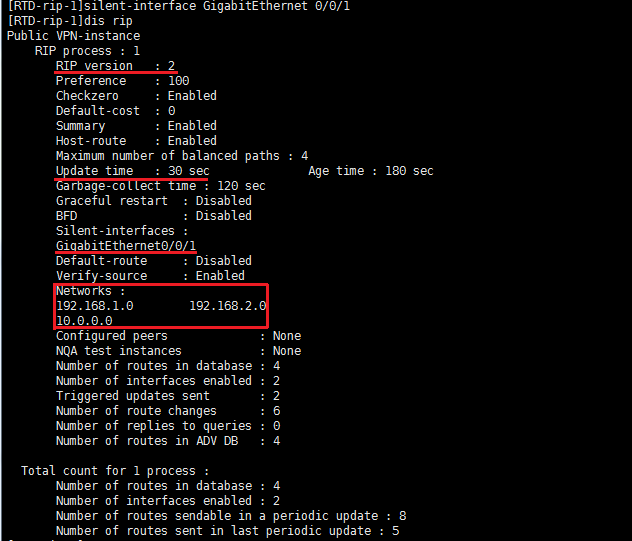 [RTD-rip-1]silent-interface GigabitEthernet 0/0/1
[RTD-rip-1]dis rip
Public VPN-instance
RIP process : 1
RIP version : 2
Preference : 100
Checkzero : Enabled
Default-cost : 0
Summary : Enabled
Host-route : Enabled
Maximum number of balanced paths : 4
Update time : 30 sec Age time : 180 sec
Garbage-collect time : 120 sec
Graceful restart : Disabled
BFD : Disabled
Silent-interfaces :
GigabitEthernet0/0/1
Default-route : Disabled
Verify-source : Enabled
Networks :
192.168.1.0 192.168.2.0
10.0.0.0
Configured peers : None
NQA test instances : None
Number of routes in database : 4
Number of interfaces enabled : 2
Triggered updates sent : 2
Number of route changes : 6
Number of replies to queries : 0
Number of routes in ADV DB : 4
Total count for 1 process :
Number of routes in database : 4
Number of interfaces enabled : 2
Number of routes sendable in a periodic update : 8
Number of routes sent in last periodic update : 5